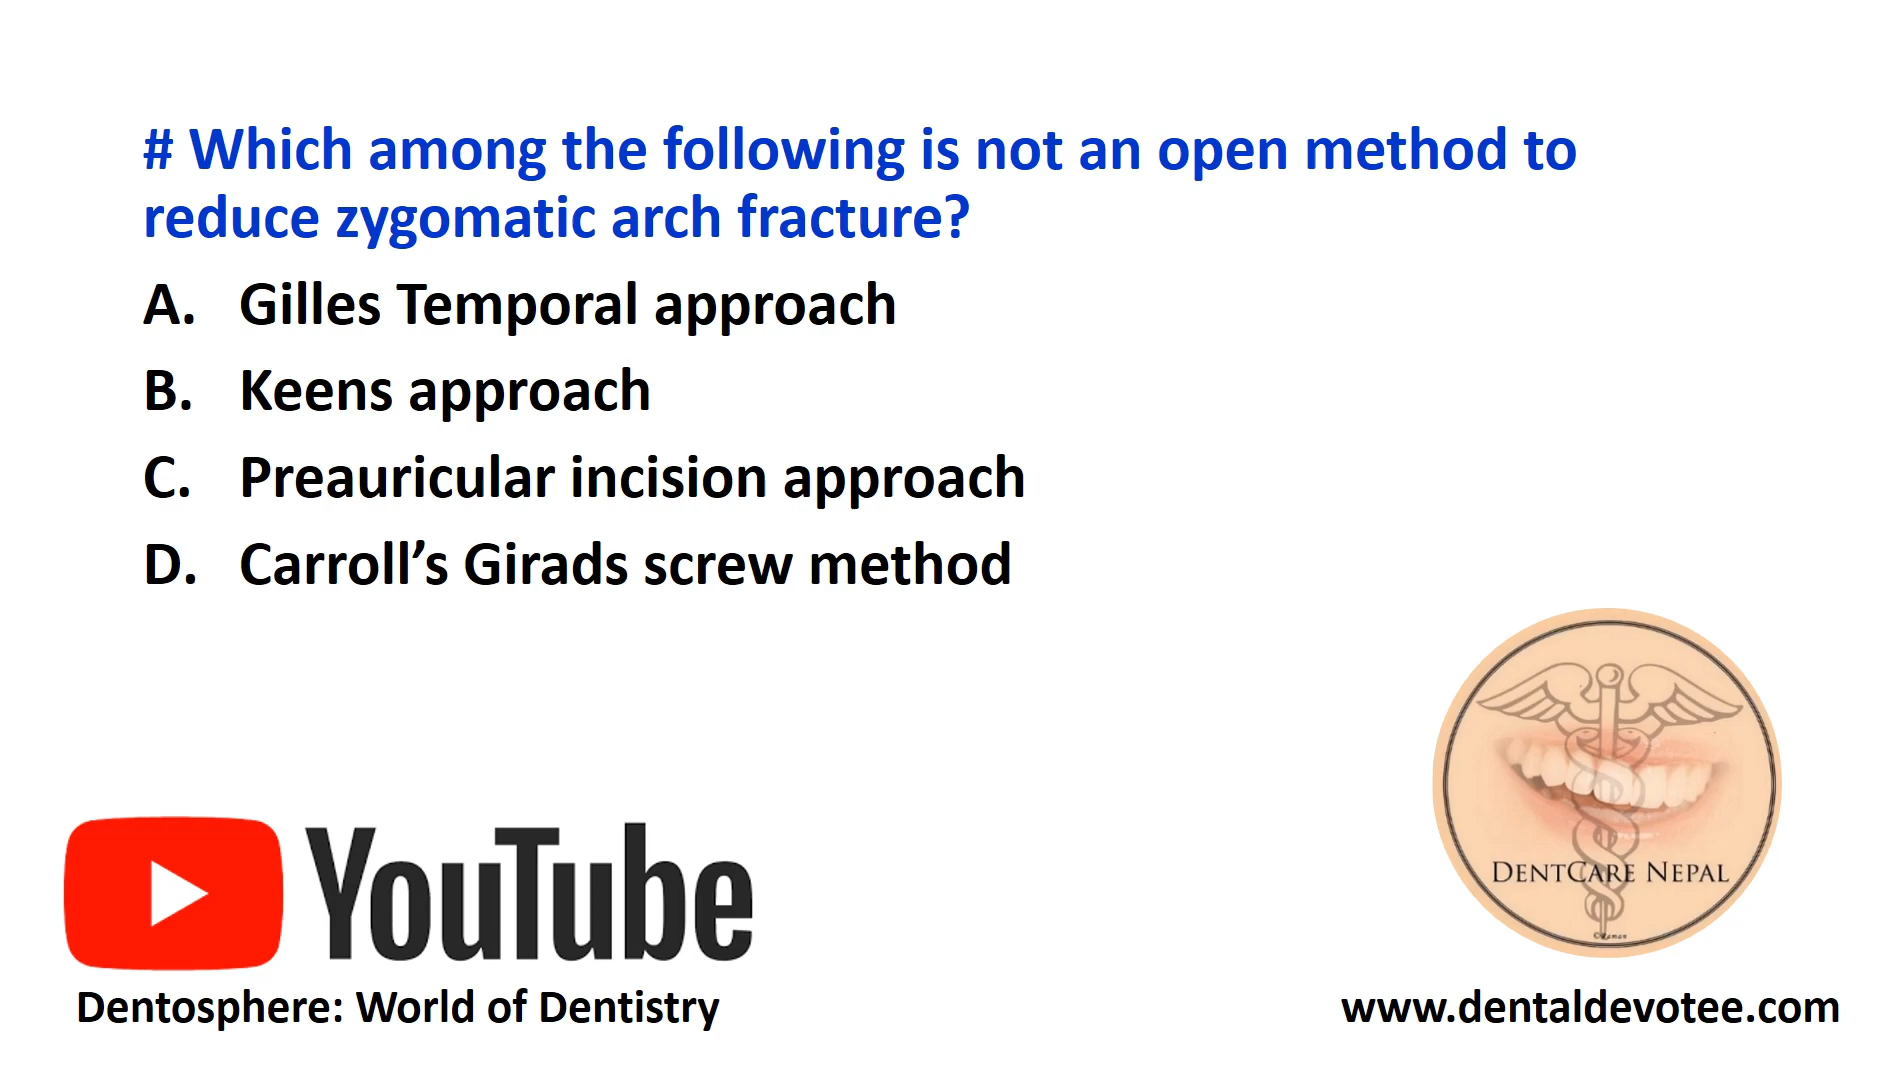 # Which among the following is not an open method to
reduce zygomatic arch fracture?
A. Gilles Temporal approach
B. Keens approach
C. Preauricular incision approach
D. Carroll’s Girads screw method
DENTCARE NEPAL
YouTube
Dentosphere: World of Dentistry
www.dentaldevotee.com